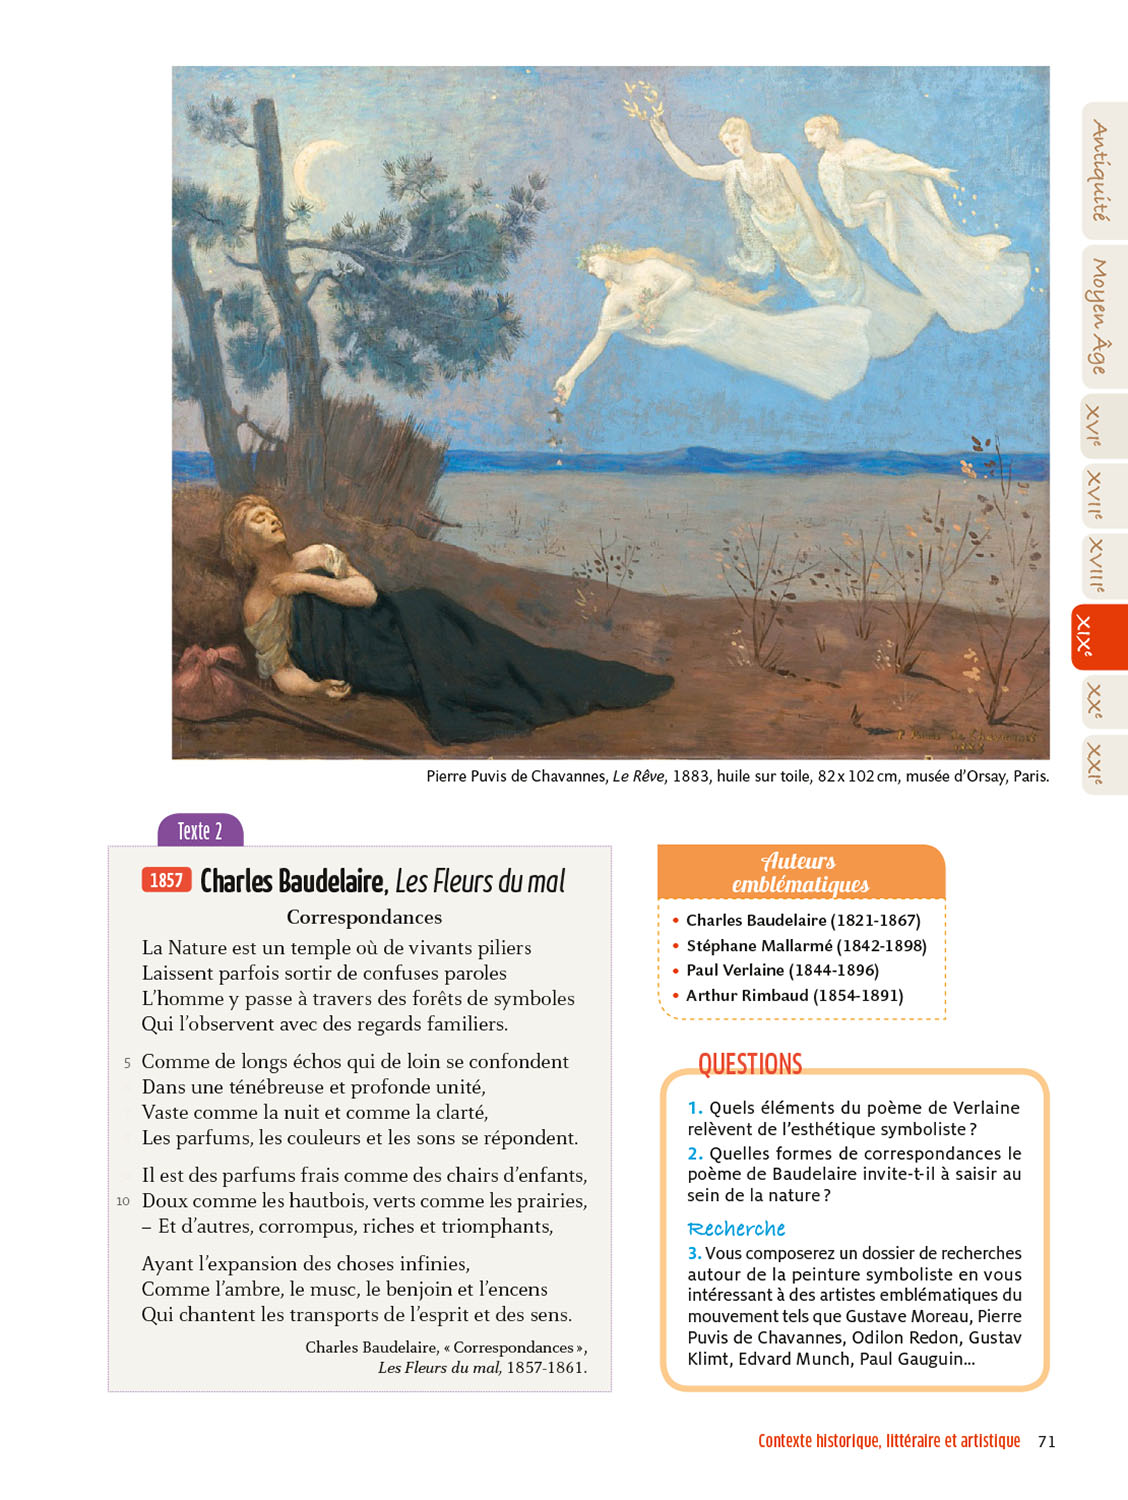 Antiquité
Moyen Âge
XVIe
XVIIe
XVIIIe
XIXe
XXe
XXIe
Pierre Puvis de Chavannes, Le Rêve, 1883, huile sur toile, 82 x 102 cm, musée d'Orsay, Paris.
Texte 2
1857 Charles Baudelaire, Les Fleurs du mal
Correspondances
La Nature est un temple où de vivants piliers
Laissent parfois sortir de confuses paroles
L'homme y passe à travers des forêts de symboles
Qui l'observent avec des regards familiers.
5 Comme de longs échos qui de loin se confondent
Dans une ténébreuse et profonde unité,
Vaste comme la nuit et comme la clarté,
Les parfums, les couleurs et les sons se répondent.
Il est des parfums frais comme des chairs d'enfants,
10 Doux comme les hautbois, verts comme les prairies,
– Et d'autres, corrompus, riches et triomphants,
Ayant l'expansion des choses infinies,
Comme l'ambre, le musc, le benjoin et l'encens
Qui chantent les transports de l'esprit et des sens.
Charles Baudelaire, « Correspondances »,
Les Fleurs du mal, 1857-1861.
Auteurs
emblématiques
• Charles Baudelaire (1821-1867)
• Stéphane Mallarmé (1842-1898)
• Paul Verlaine (1844-1896)
• Arthur Rimbaud (1854-1891)
QUESTIONS
1. Quels éléments du poème de Verlaine
relèvent de l'esthétique symboliste ?
2. Quelles formes de correspondances le
poème de Baudelaire invite-t-il à saisir au
sein de la nature ?
Recherche
3. Vous composerez un dossier de recherches
autour de la peinture symboliste en vous
intéressant à des artistes emblématiques du
mouvement tels que Gustave Moreau, Pierre
Puvis de Chavannes, Odilon Redon, Gustav
Klimt, Edvard Munch, Paul Gauguin...
Contexte historique, littéraire et artistique 71